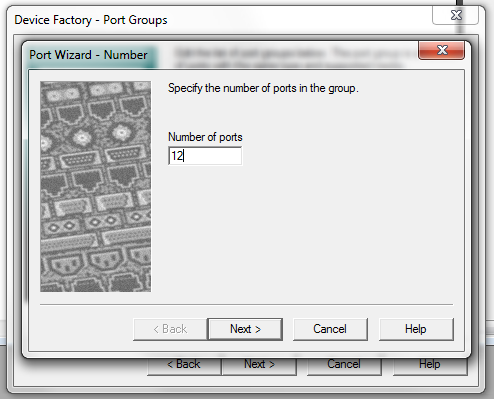 Device Factory - Port Groups
Port Wizard - Number
Specify the number of ports in the group.
Number of ports
12
< Back
Next >
Cancel
Help
< Back
Next >
Cancel
Help